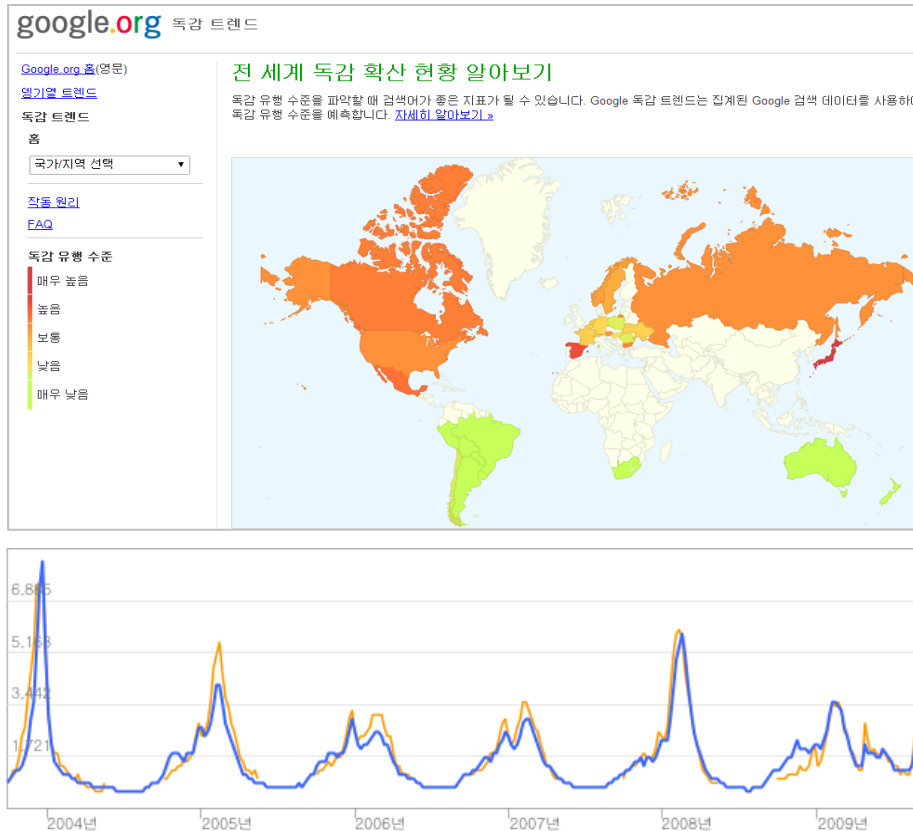 google.org 독감 트렌드
Google.org 홈(영문)
뎅기열 트렌드
독감 트렌드
홈
국가/지역 선택
작동 원리
FAQ
독감 유행 수준
매우 높음
높음
보통
낮음
매우 낮음
전 세계 독감 확산 현황 알아보기
독감 유행 수준을 파악할 때 검색어가 좋은 지표가 될 수 있습니다. Google 독감 트렌드는 집계된 Google 검색 데이터를 사용하여
독감 유행 수준을 예측합니다. 자세히 알아보기 »
6,885
5,163
3,442
1,721
2004년
2005년
2006년
2007년
2008년
2009년